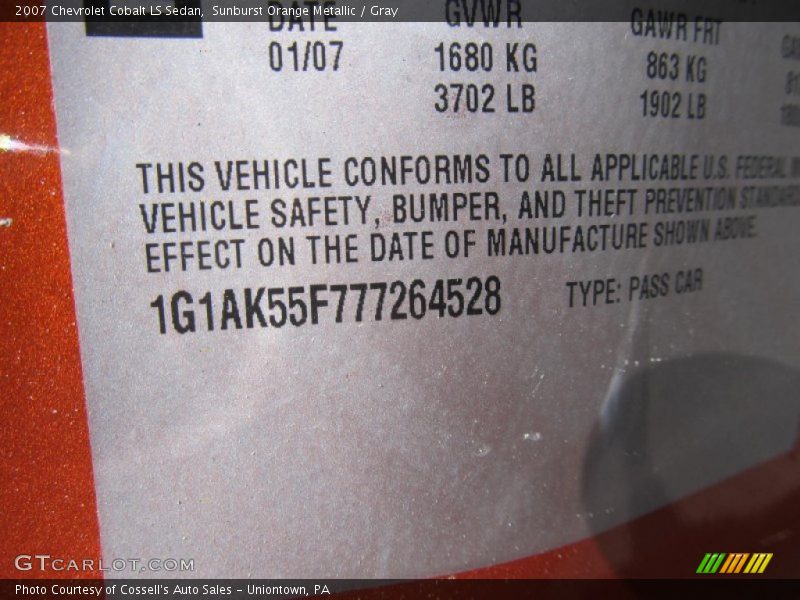 2007 Chevrolet Cobalt LS Sedan,  Sunburst Orange Metallic / Gray
DATE GVWR GAWR FRT
01/07 1680 KG 863 KG
3702 LB 1902 LB
THIS VEHICLE CONFORMS TO ALL APPLICABLE U.S. FEDERAL
VEHICLE SAFETY, BUMPER, AND THEFT PREVENTION STANDARDS
EFFECT ON THE DATE OF MANUFACTURE SHOWN ABOVE.
1G1AK55F777264528 TYPE: PASS CAR
GTCARLOT.COM
Photo Courtesy of Cossell's Auto Sales - Uniontown, PA